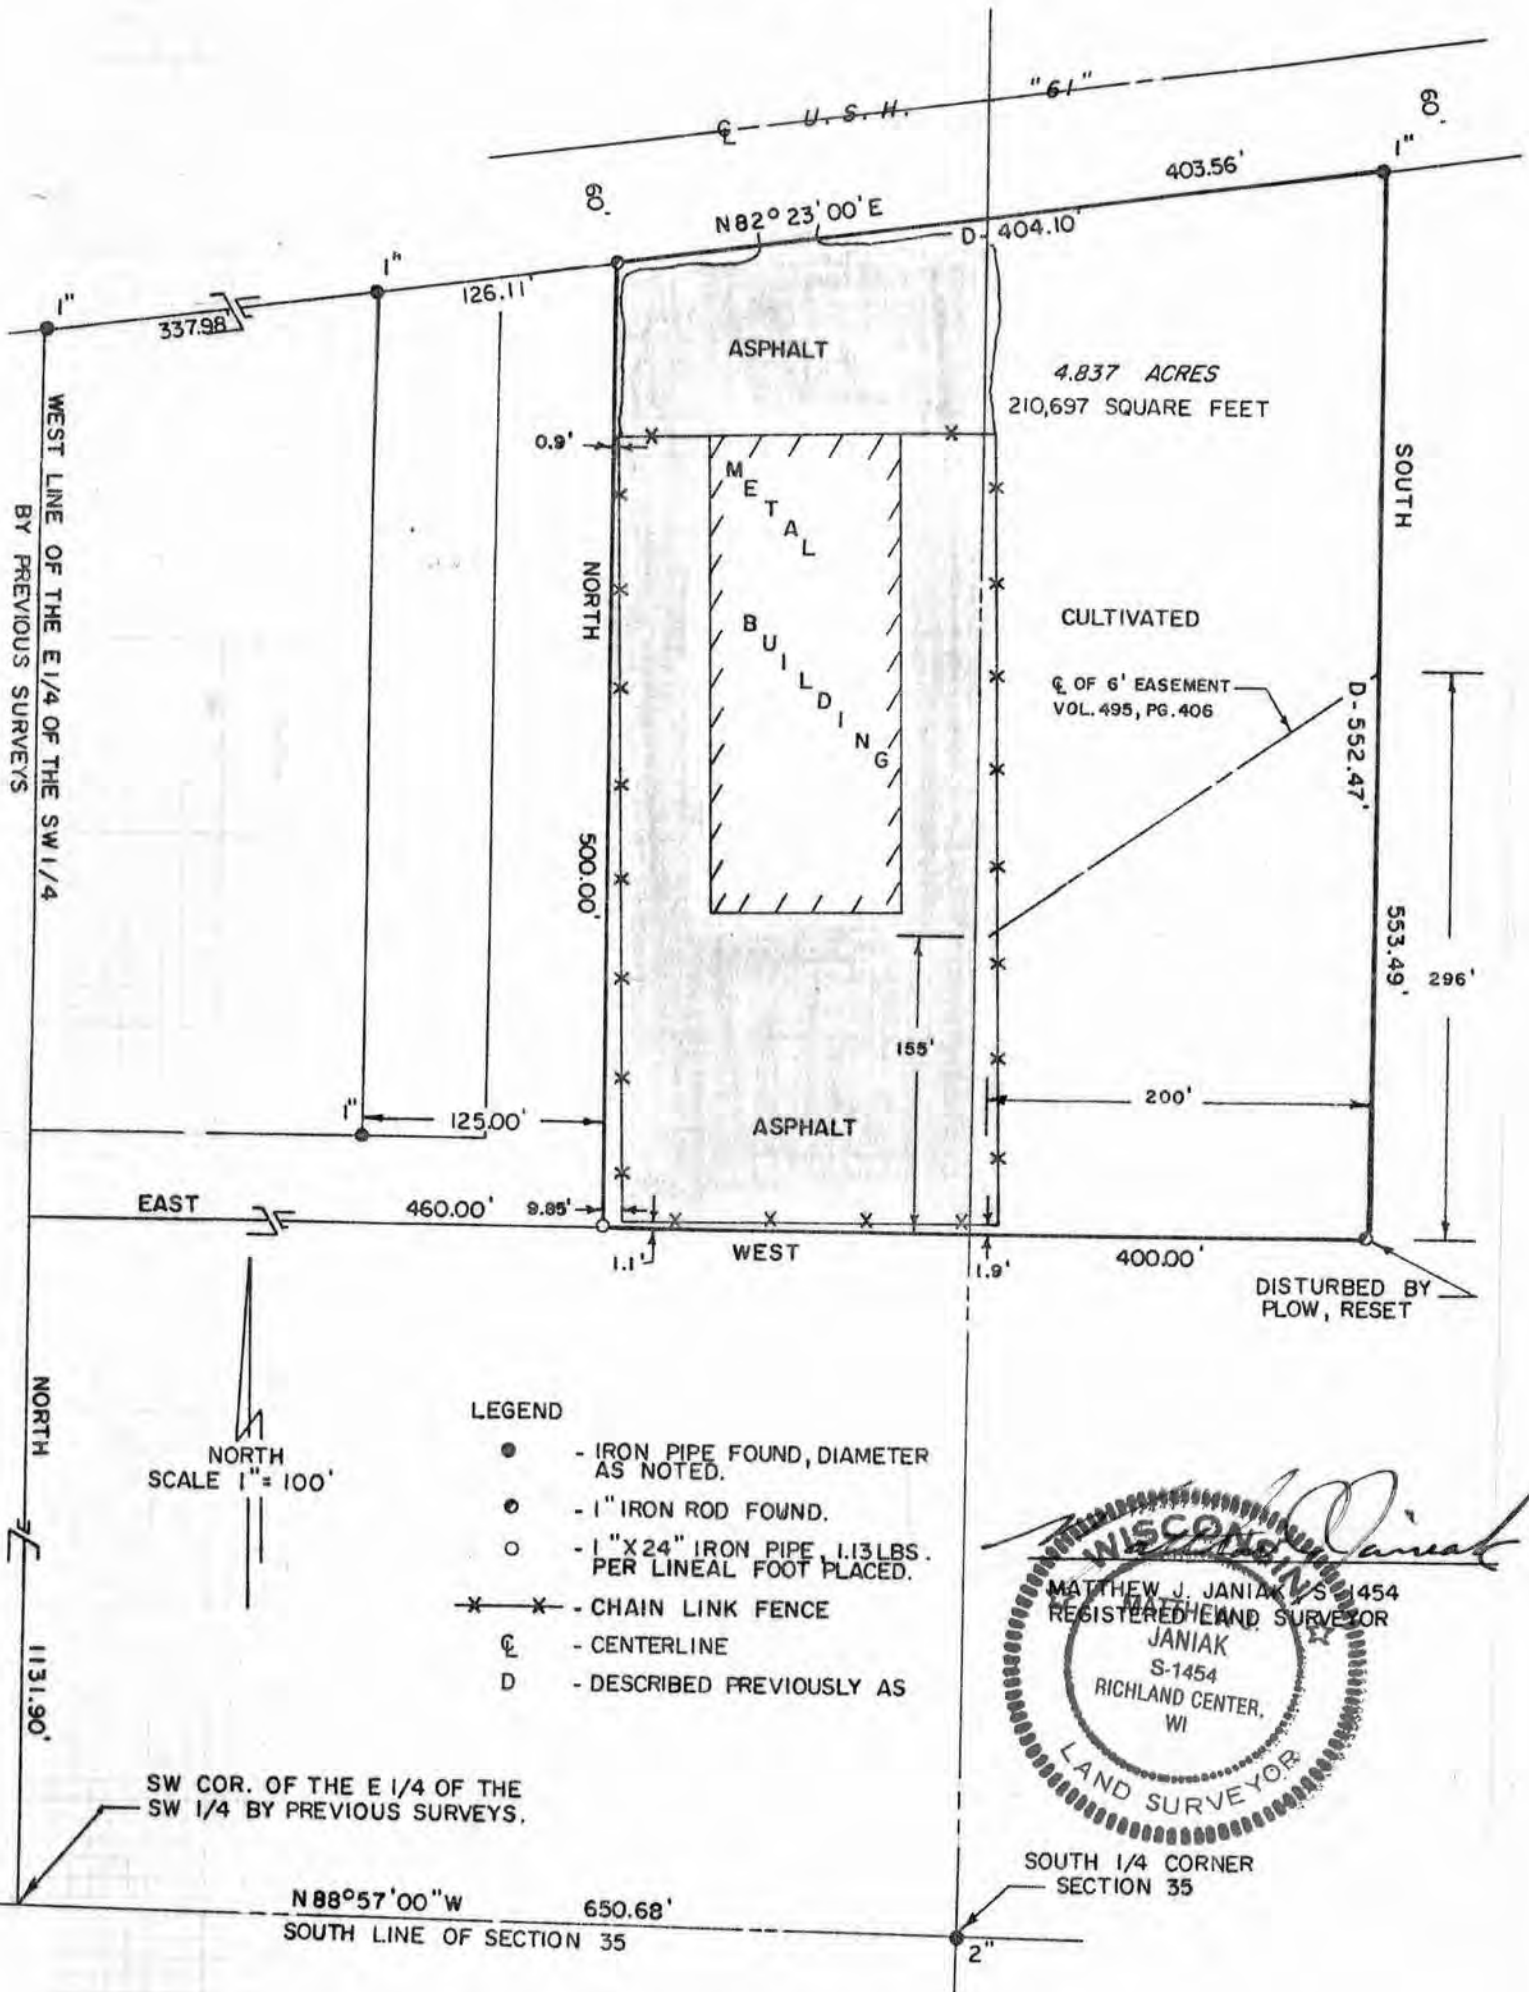 "61"
℄ U. S. H.
60'
1"
403.56'
60'
N82°23'00"E
D- 404.10'
1"
126.11'
1"
337.98'
ASPHALT
4.837 ACRES
210,697 SQUARE FEET
0.9'
METAL
BUILDING
NORTH
500.00'
SOUTH
CULTIVATED
℄ OF 6' EASEMENT
VOL. 495, PG. 406
D-552.47'
553.49'
296'
WEST LINE OF THE E 1/4 OF THE SW 1/4
BY PREVIOUS SURVEYS
155'
200'
1"
125.00'
ASPHALT
EAST
460.00'
9.85'
1.1'
WEST
1.9'
400.00'
DISTURBED BY
PLOW, RESET
NORTH
1131.90'
NORTH
SCALE 1"= 100'
LEGEND
- IRON PIPE FOUND, DIAMETER
AS NOTED.
- 1" IRON ROD FOUND.
- 1"X24" IRON PIPE, 1.13 LBS.
PER LINEAL FOOT PLACED.
- CHAIN LINK FENCE
℄ - CENTERLINE
D - DESCRIBED PREVIOUSLY AS
Matthew Janiak
MATTHEW J. JANIAK S-1454
REGISTERED LAND SURVEYOR
WISCONSIN
MATTHEW J.
JANIAK
S-1454
RICHLAND CENTER,
WI
LAND SURVEYOR
SW COR. OF THE E 1/4 OF THE
SW 1/4 BY PREVIOUS SURVEYS.
SOUTH 1/4 CORNER
SECTION 35
N88°57'00"W 650.68'
SOUTH LINE OF SECTION 35
2"